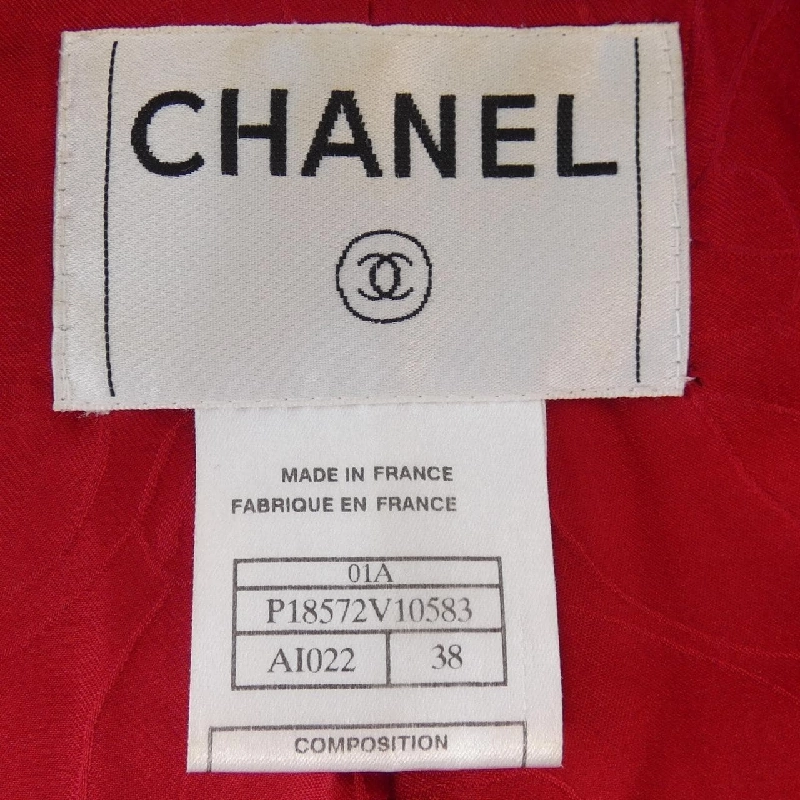 CHANEL
MADE IN FRANCE
FABRIQUE EN FRANCE
01A
P18572V10583
AI022 38
COMPOSITION